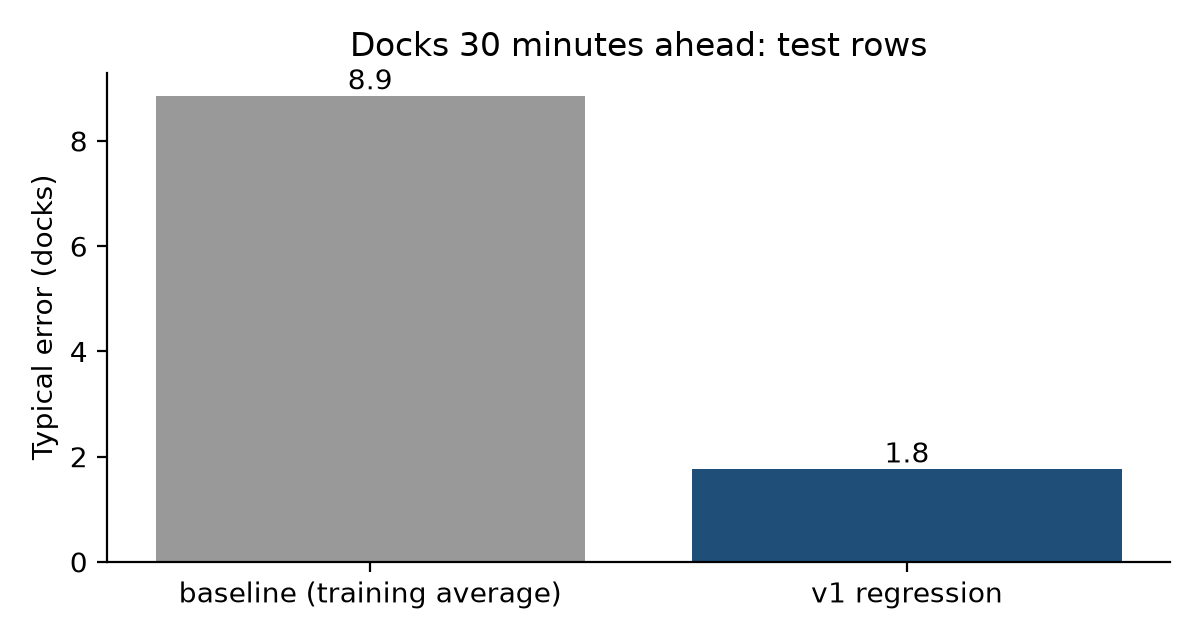 Docks 30 minutes ahead: test rows
8.9
8
6
4
2
0
Typical error (docks)
1.8
baseline (training average)
v1 regression